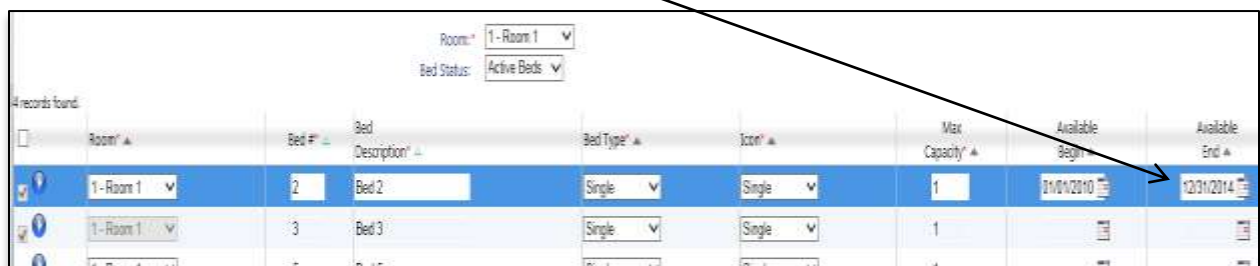 Room:* 1 - Room 1
Bed Status: Active Beds
4 records found.
Room* Bed #* Bed Description* Bed Type* Icon* Max Capacity* Available Begin Available End
1 - Room 1 2 Bed 2 Single Single 1 01/01/2010 12/31/2014
1 - Room 1 3 Bed 3 Single Single 1